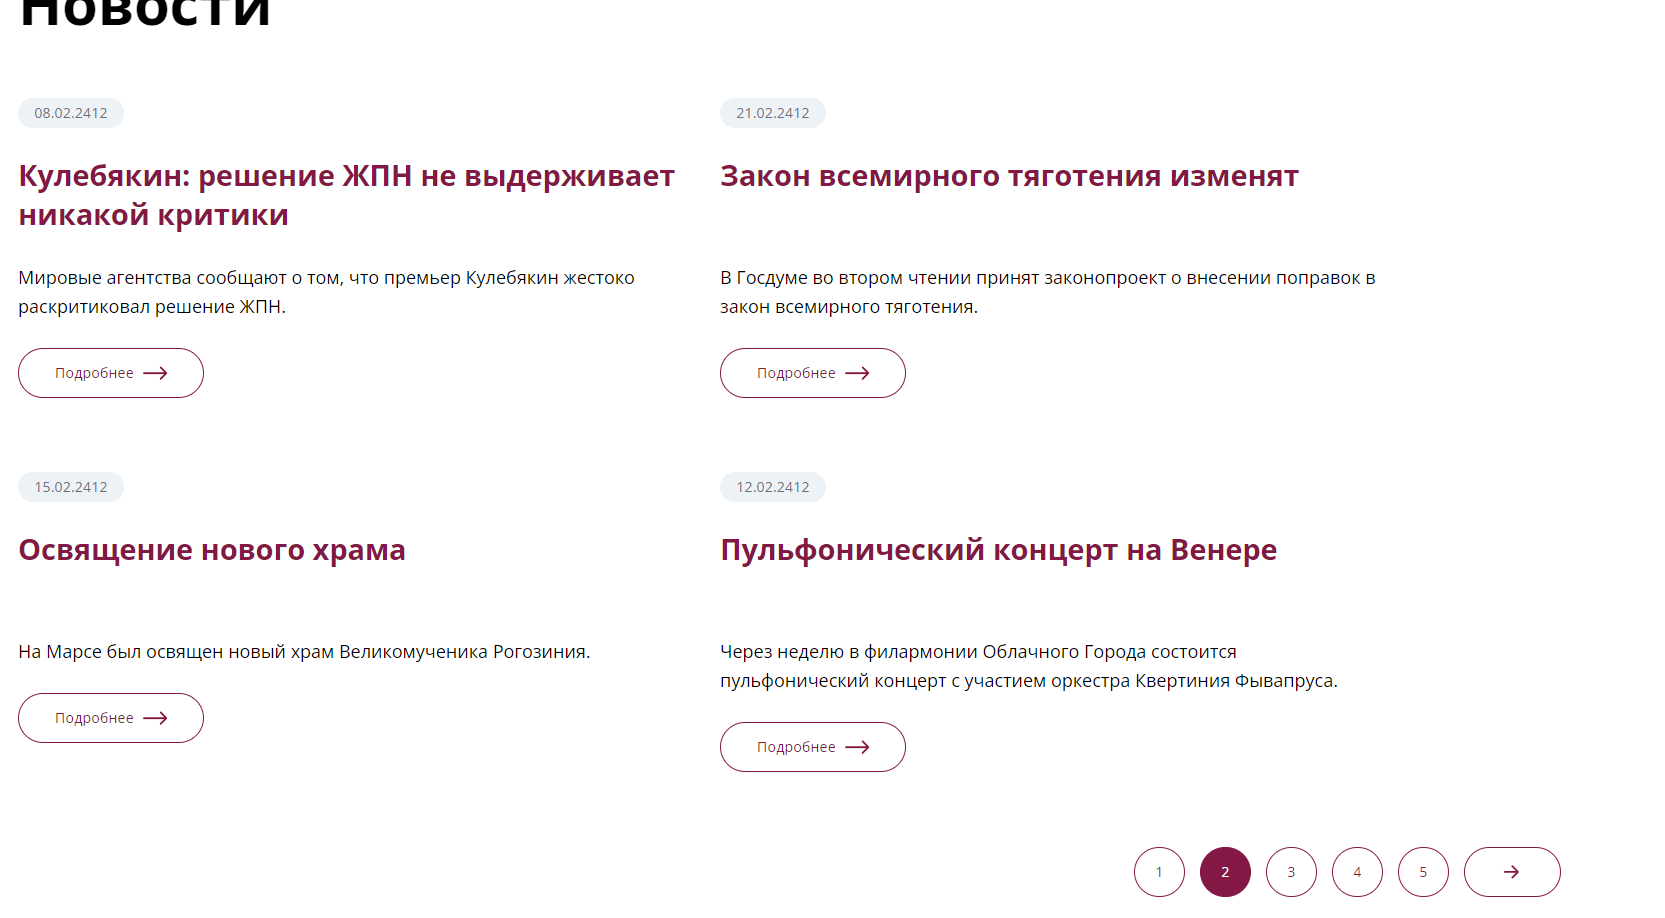 Новости
08.02.2412
Кулебякин: решение ЖПН не выдерживает
никакой критики
Мировые агентства сообщают о том, что премьер Кулебякин жестоко
раскритиковал решение ЖПН.
Подробнее
21.02.2412
Закон всемирного тяготения изменят
В Госдуме во втором чтении принят законопроект о внесении поправок в
закон всемирного тяготения.
Подробнее
15.02.2412
Освящение нового храма
На Марсе был освящен новый храм Великомученика Рогозиния.
Подробнее
12.02.2412
Пульфонический концерт на Венере
Через неделю в филармонии Облачного Города состоится
пульфонический концерт с участием оркестра Квертиния Фывапруса.
Подробнее
1 2 3 4 5